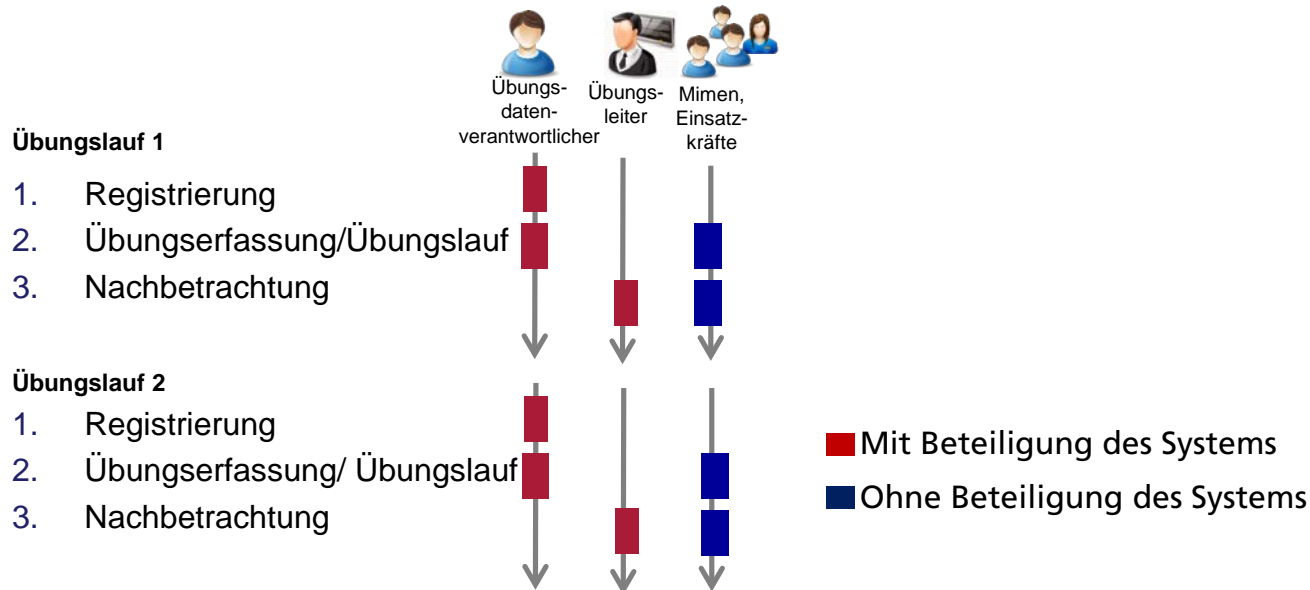 Übungs-
daten-
verantwortlicher
Übungs-
leiter
Mimen,
Einsatz-
kräfte
Übungslauf 1
1. Registrierung
2. Übungserfassung/Übungslauf
3. Nachbetrachtung
Übungslauf 2
1. Registrierung
2. Übungserfassung/ Übungslauf
3. Nachbetrachtung
Mit Beteiligung des Systems
Ohne Beteiligung des Systems